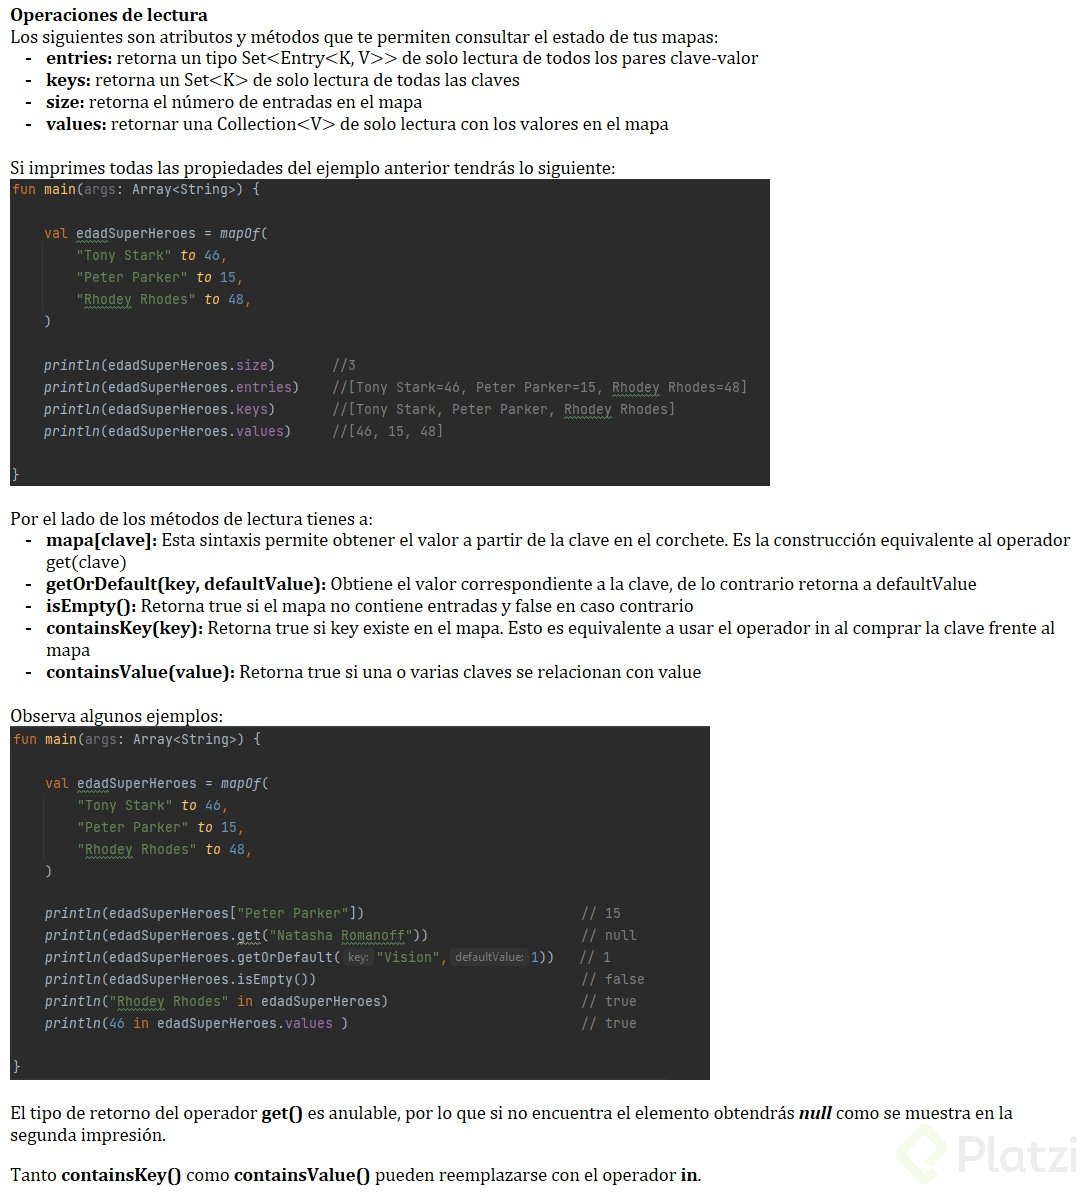 Operaciones de lectura
Los siguientes son atributos y métodos que te permiten consultar el estado de tus mapas:
- entries: retorna un tipo Set<Entry<K, V>> de solo lectura de todos los pares clave-valor
- keys: retorna un Set<K> de solo lectura de todas las claves
- size: retorna el número de entradas en el mapa
- values: retornar una Collection<V> de solo lectura con los valores en el mapa
Si imprimes todas las propiedades del ejemplo anterior tendrás lo siguiente:
fun main(args: Array<String>) {
val edadSuperHeroes = mapOf(
"Tony Stark" to 46,
"Peter Parker" to 15,
"Rhodey Rhodes" to 48,
)
println(edadSuperHeroes.size) //3
println(edadSuperHeroes.entries) //[Tony Stark=46, Peter Parker=15, Rhodey Rhodes=48]
println(edadSuperHeroes.keys) //[Tony Stark, Peter Parker, Rhodey Rhodes]
println(edadSuperHeroes.values) //[46, 15, 48]
}
Por el lado de los métodos de lectura tienes a:
- mapa[clave]: Esta sintaxis permite obtener el valor a partir de la clave en el corchete. Es la construcción equivalente al operador
get(clave)
- getOrDefault(key, defaultValue): Obtiene el valor correspondiente a la clave, de lo contrario retorna a defaultValue
- isEmpty(): Retorna true si el mapa no contiene entradas y false en caso contrario
- containsKey(key): Retorna true si key existe en el mapa. Esto es equivalente a usar el operador in al comprar la clave frente al
mapa
- containsValue(value): Retorna true si una o varias claves se relacionan con value
Observa algunos ejemplos:
fun main(args: Array<String>) {
val edadSuperHeroes = mapOf(
"Tony Stark" to 46,
"Peter Parker" to 15,
"Rhodey Rhodes" to 48,
)
println(edadSuperHeroes["Peter Parker"]) // 15
println(edadSuperHeroes.get("Natasha Romanoff")) // null
println(edadSuperHeroes.getOrDefault( key: "Vision", defaultValue: 1)) // 1
println(edadSuperHeroes.isEmpty()) // false
println("Rhodey Rhodes" in edadSuperHeroes) // true
println(46 in edadSuperHeroes.values ) // true
}
El tipo de retorno del operador get() es anulable, por lo que si no encuentra el elemento obtendrás null como se muestra en la
segunda impresión.
Tanto containsKey() como containsValue() pueden reemplazarse con el operador in.
Platzi